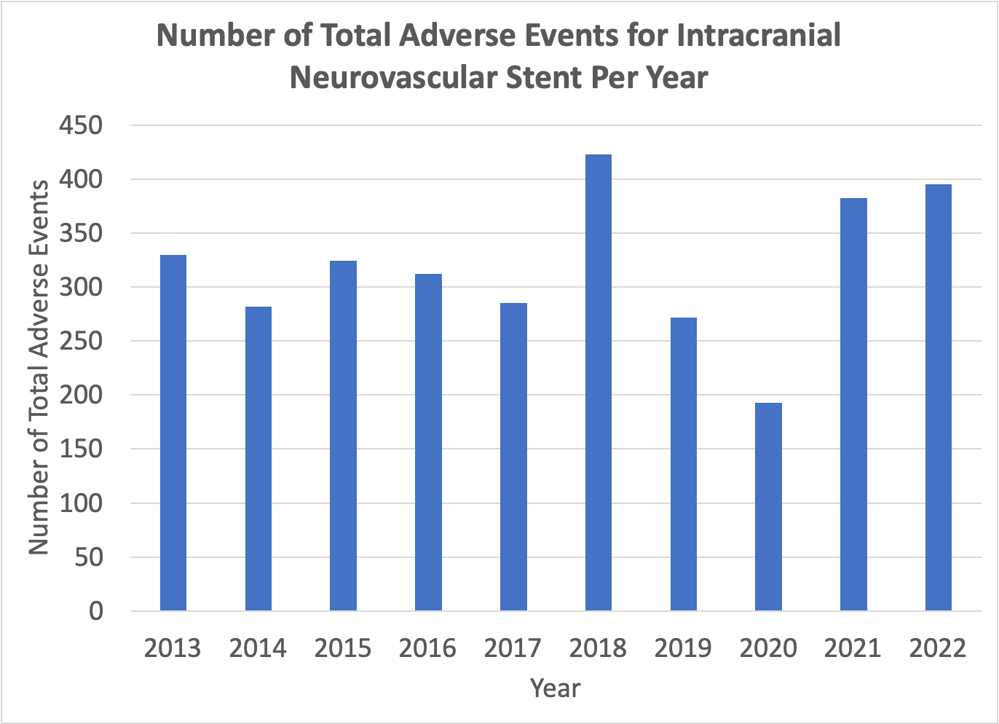 Number of Total Adverse Events for Intracranial
Neurovascular Stent Per Year
Number of Total Adverse Events
450
400
350
300
250
200
150
100
50
0
2013 2014 2015 2016 2017 2018 2019 2020 2021 2022
Year